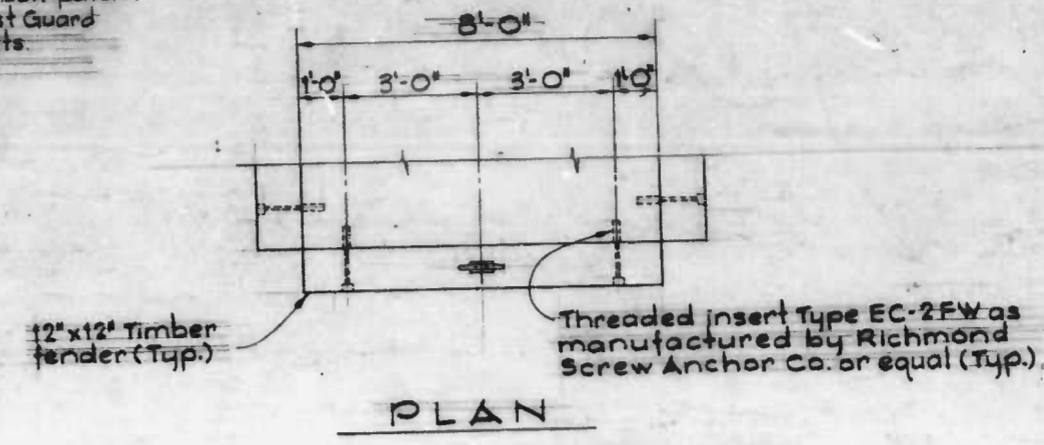 st Guard
ts.
8'-0"
1'-0" 3'-0" 3'-0" 1'-0"
12"x12" Timber
fender (Typ.)
Threaded insert Type EC-2FW as
manufactured by Richmond
Screw Anchor Co. or equal (Typ.)
PLAN